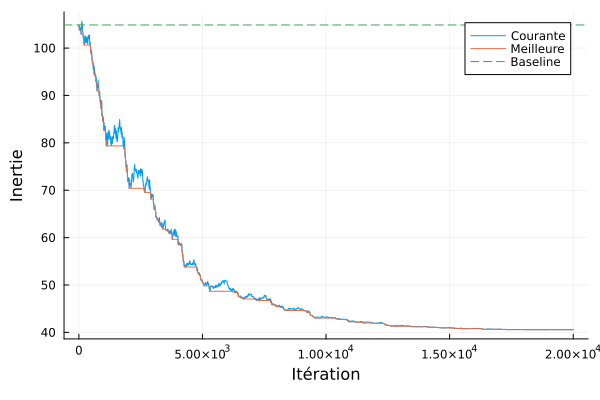 Courante
Meilleure
Baseline
Inertie
100
90
80
70
60
50
40
0
5.00×10³
1.00×10⁴
1.50×10⁴
2.00×10⁴
Itération